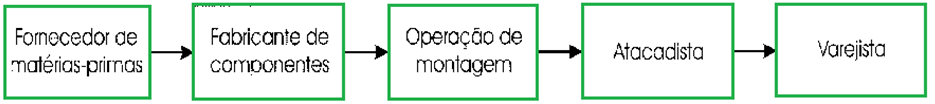 Fornecedor de
matérias-primas
Fabricante de
componentes
Operação de
montagem
Atacadista
Varejista